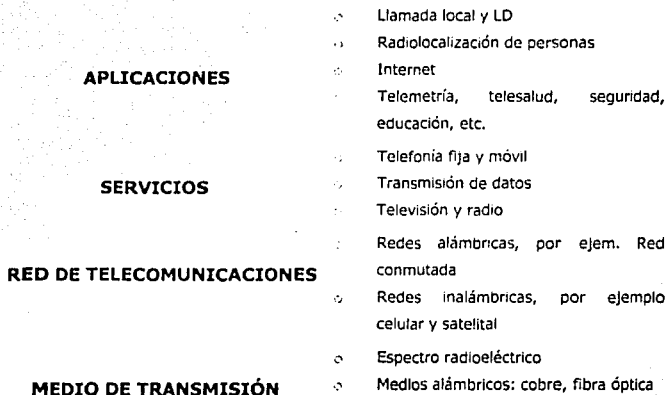 Llamada local y LD
Radiolocalización de personas
APLICACIONES
Internet
Telemetría, telesalud, seguridad,
educación, etc.
Telefonía fija y móvil
SERVICIOS
Transmisión de datos
Televisión y radio
Redes alámbricas, por ejem. Red
RED DE TELECOMUNICACIONES
conmutada
Redes inalámbricas, por ejemplo
celular y satelital
Espectro radioeléctrico
MEDIO DE TRANSMISIÓN
Medios alámbricos: cobre, fibra óptica